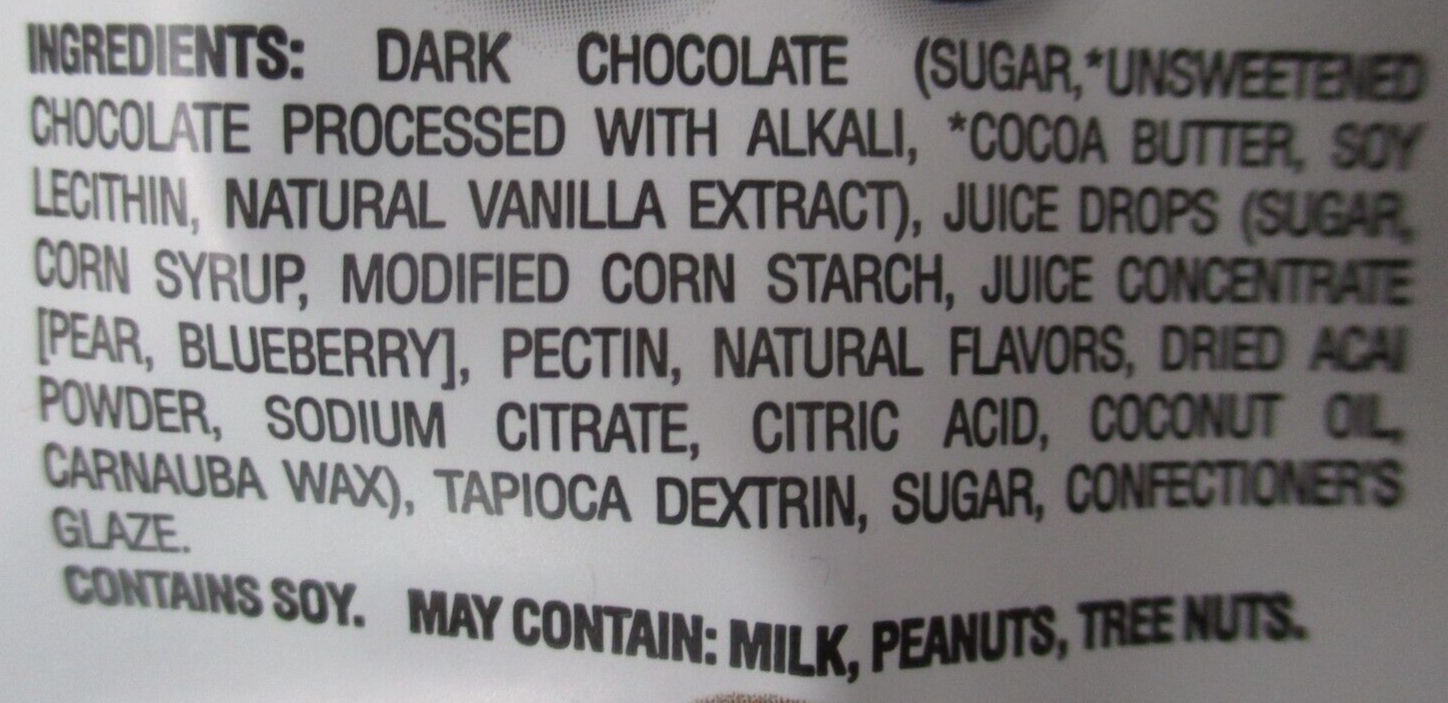 INGREDIENTS: DARK CHOCOLATE (SUGAR,*UNSWEETENED
CHOCOLATE PROCESSED WITH ALKALI, *COCOA BUTTER, SOY
LECITHIN, NATURAL VANILLA EXTRACT), JUICE DROPS (SUGAR,
CORN SYRUP, MODIFIED CORN STARCH, JUICE CONCENTRATE
[PEAR, BLUEBERRY], PECTIN, NATURAL FLAVORS, DRIED ACAI
POWDER, SODIUM CITRATE, CITRIC ACID, COCONUT OIL,
CARNAUBA WAX), TAPIOCA DEXTRIN, SUGAR, CONFECTIONER'S
GLAZE.
CONTAINS SOY. MAY CONTAIN: MILK, PEANUTS, TREE NUTS.